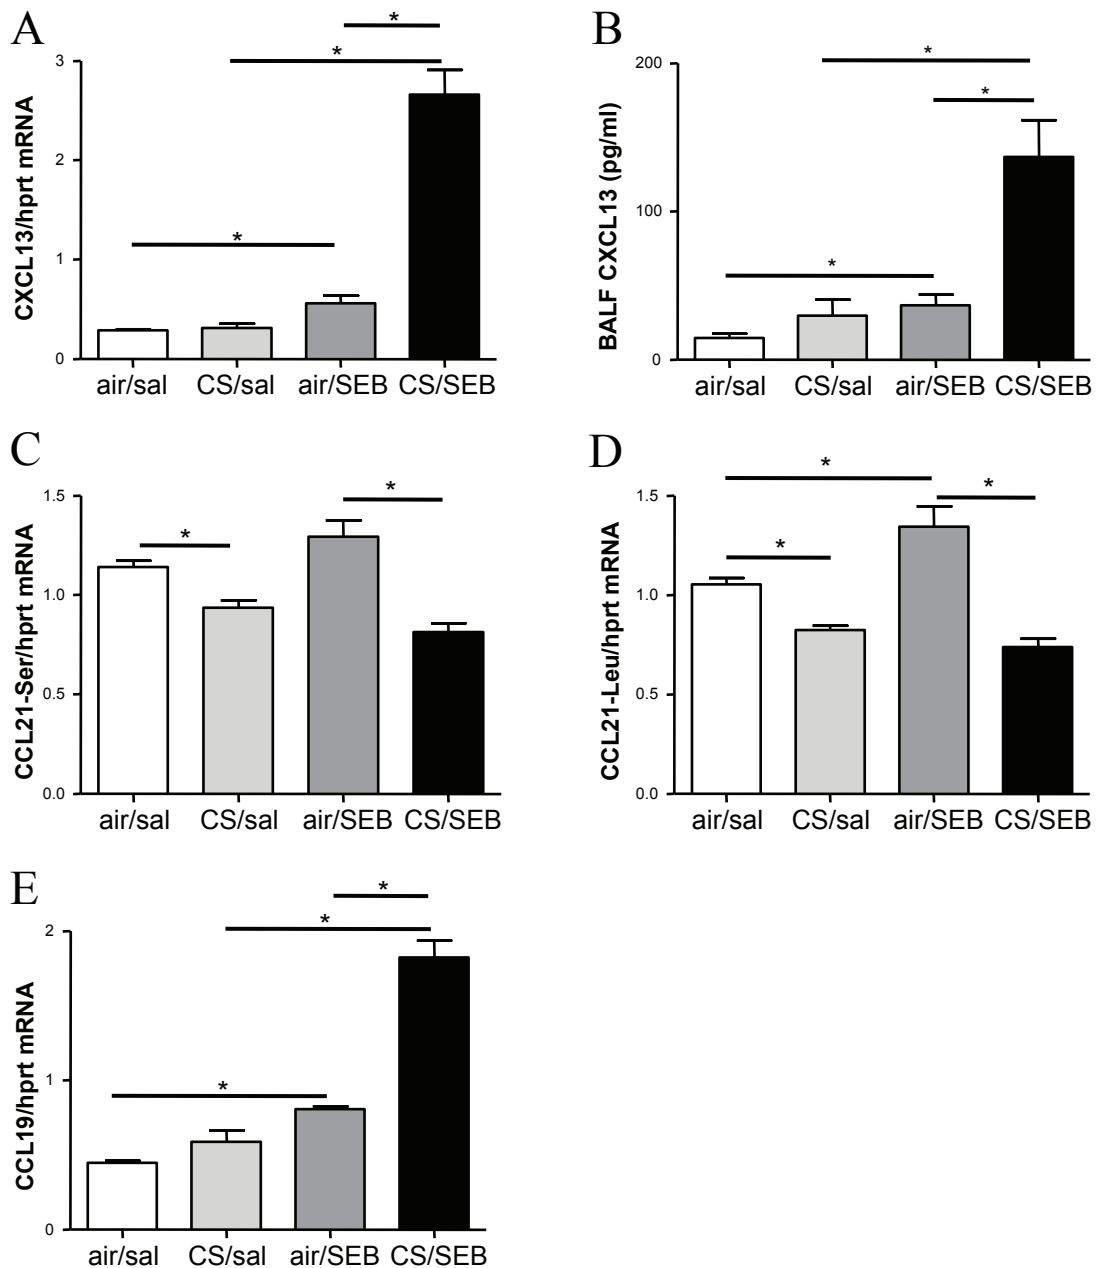 A
CXCL13/hprt mRNA
3
2
1
0
*
*
*
air/sal CS/sal air/SEB CS/SEB
B
BALF CXCL13 (pg/ml)
200
100
0
*
*
*
air/sal CS/sal air/SEB CS/SEB
C
CCL21-Ser/hprt mRNA
1.5
1.0
0.5
0.0
*
*
air/sal CS/sal air/SEB CS/SEB
D
CCL21-Leu/hprt mRNA
1.5
1.0
0.5
0.0
*
*
*
air/sal CS/sal air/SEB CS/SEB
E
CCL19/hprt mRNA
2
1
0
*
*
*
air/sal CS/sal air/SEB CS/SEB